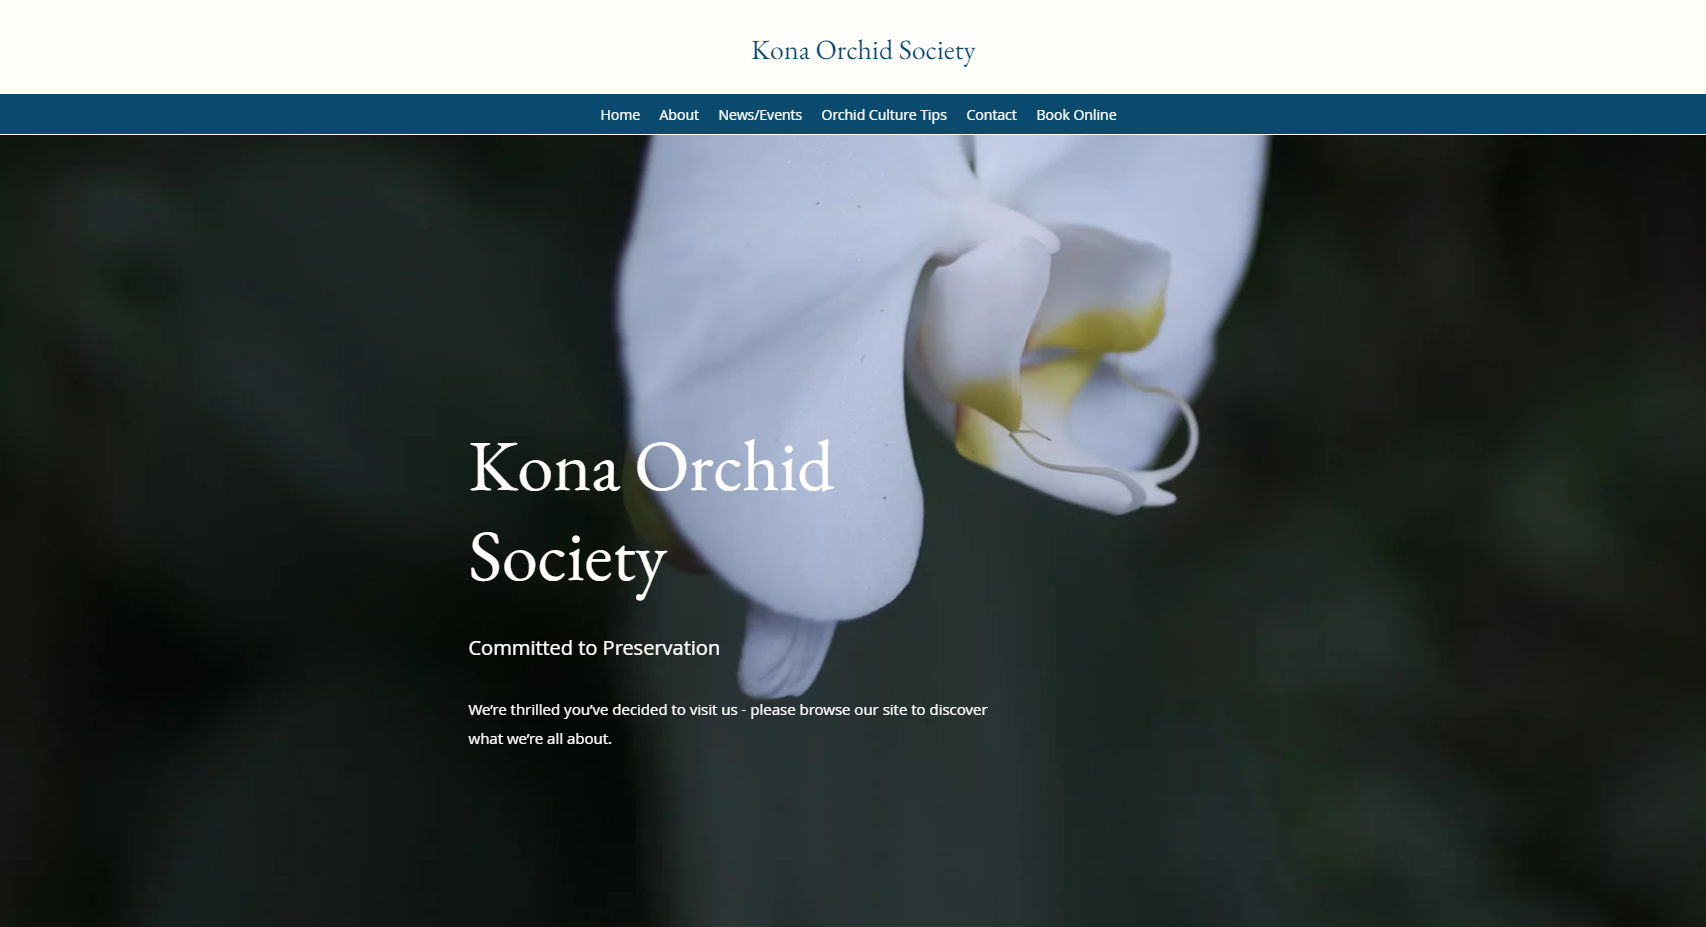 Kona Orchid Society
Home About News/Events Orchid Culture Tips Contact Book Online
Kona Orchid
Society
Committed to Preservation
We're thrilled you've decided to visit us - please browse our site to discover
what we're all about.